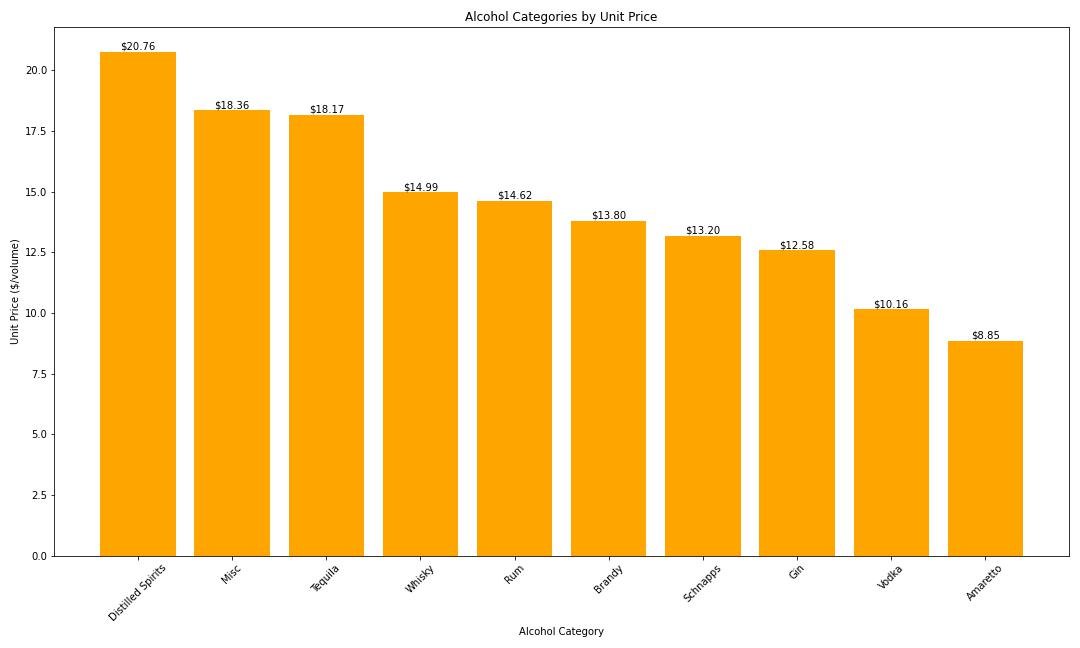 Alcohol Categories by Unit Price
$20.76
$18.36
$18.17
$14.99
$14.62
$13.80
$13.20
$12.58
$10.16
$8.85
Unit Price ($/volume)
20.0
17.5
15.0
12.5
10.0
7.5
5.0
2.5
0.0
Distilled Spirits
Misc
Tequila
Whisky
Rum
Brandy
Schnapps
Gin
Vodka
Amaretto
Alcohol Category